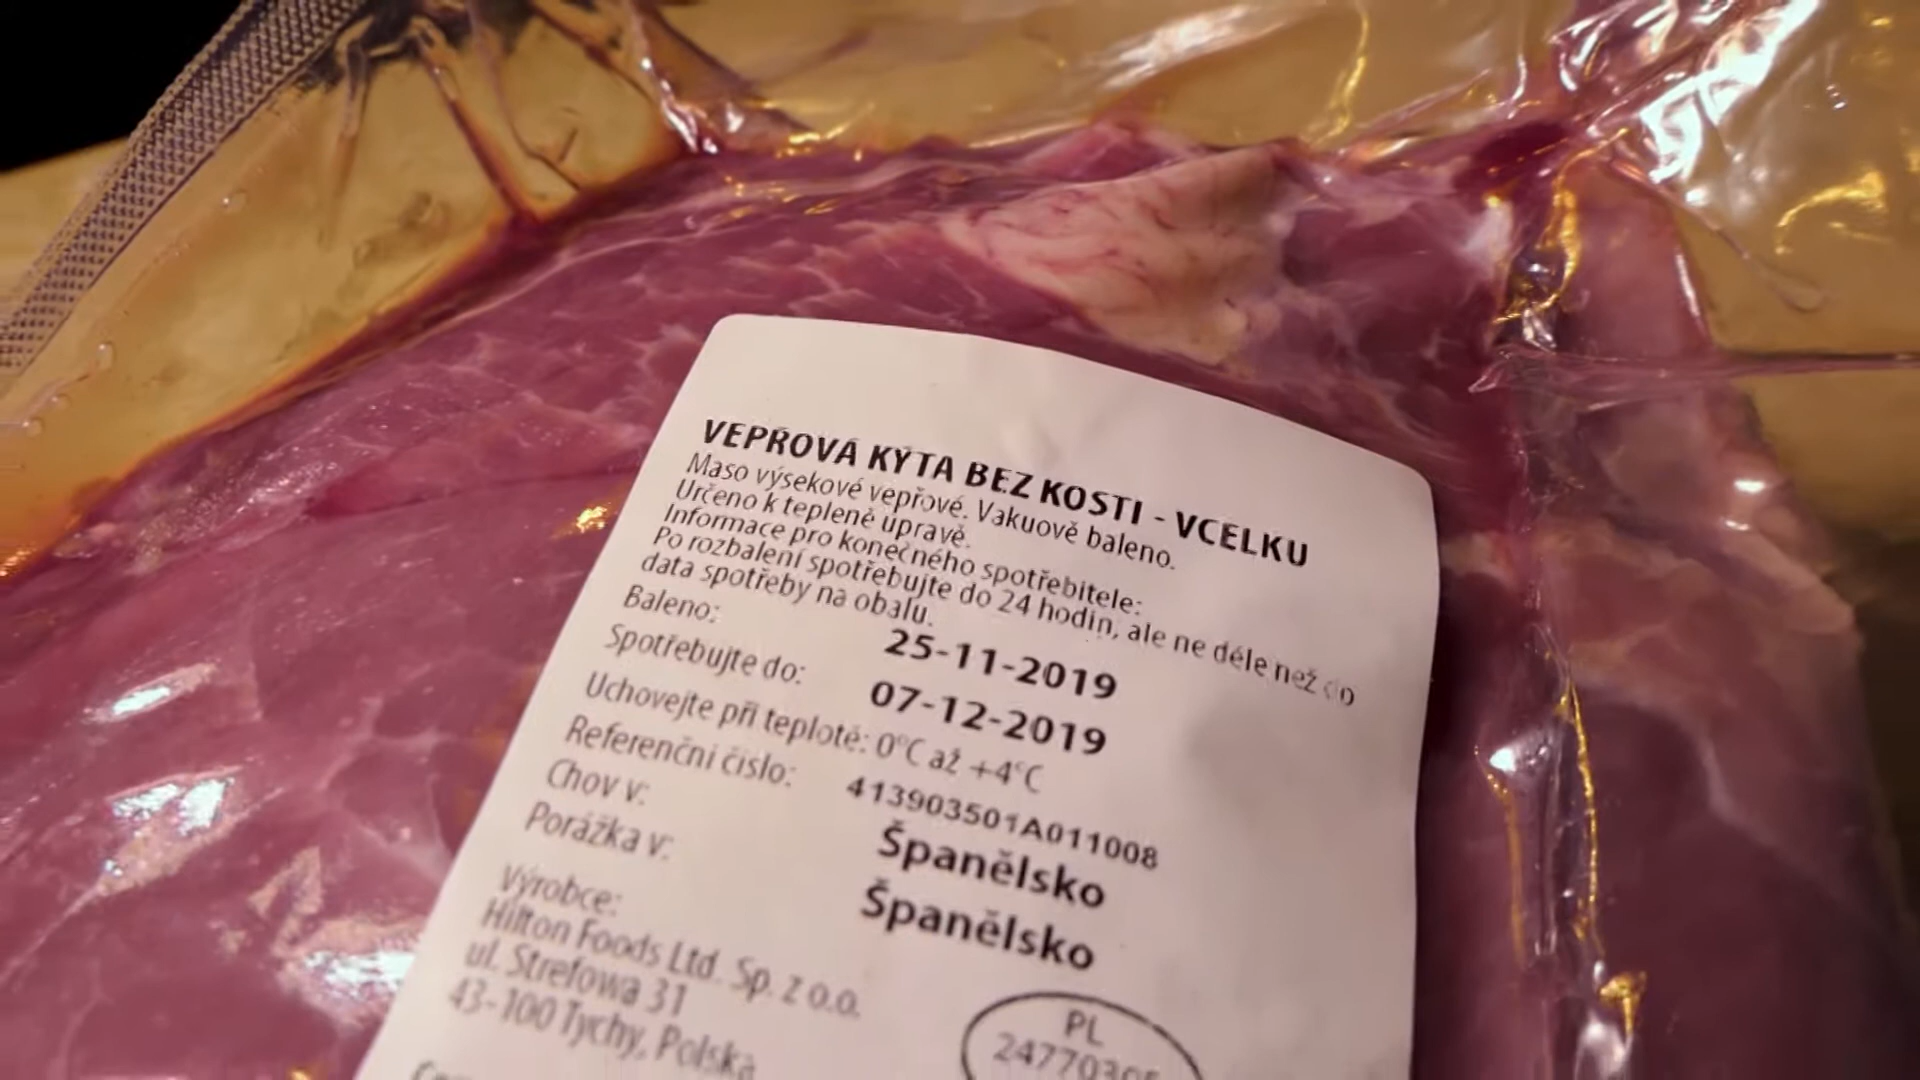 VEPŘOVÁ KÝTA BEZ KOSTI - VCELKU
Maso výsekové vepřové. Vakuově baleno.
Určeno k tepelné úpravě.
Informace pro konečného spotřebitele:
Po rozbalení spotřebujte do 24 hodin, ale ne déle než do
data spotřeby na obalu.
Baleno: 25-11-2019
Spotřebujte do: 07-12-2019
Uchovejte při teplotě: 0°C až +4°C
Referenční číslo: 413903501A011008
Chov v: Španělsko
Porážka v: Španělsko
Výrobce:
Hilton Foods Ltd. Sp. z o.o.
ul. Strefowa 31
43-100 Tychy, Polska
PL